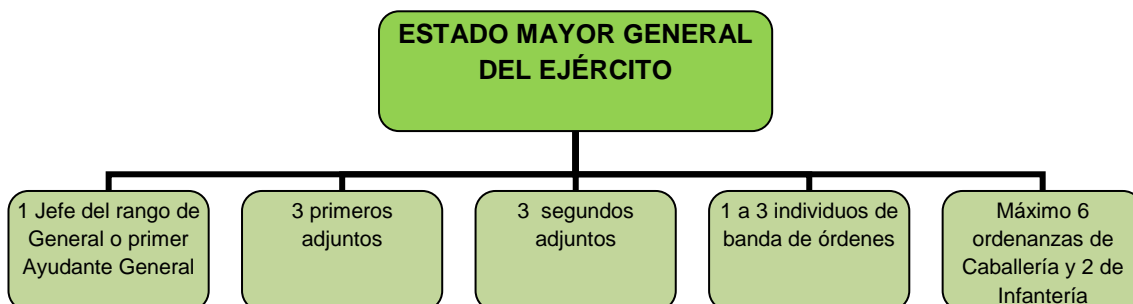 ESTADO MAYOR GENERAL
DEL EJÉRCITO
1 Jefe del rango de
General o primer
Ayudante General
3 primeros
adjuntos
3 segundos
adjuntos
1 a 3 individuos de
banda de órdenes
Máximo 6
ordenanzas de
Caballería y 2 de
Infantería